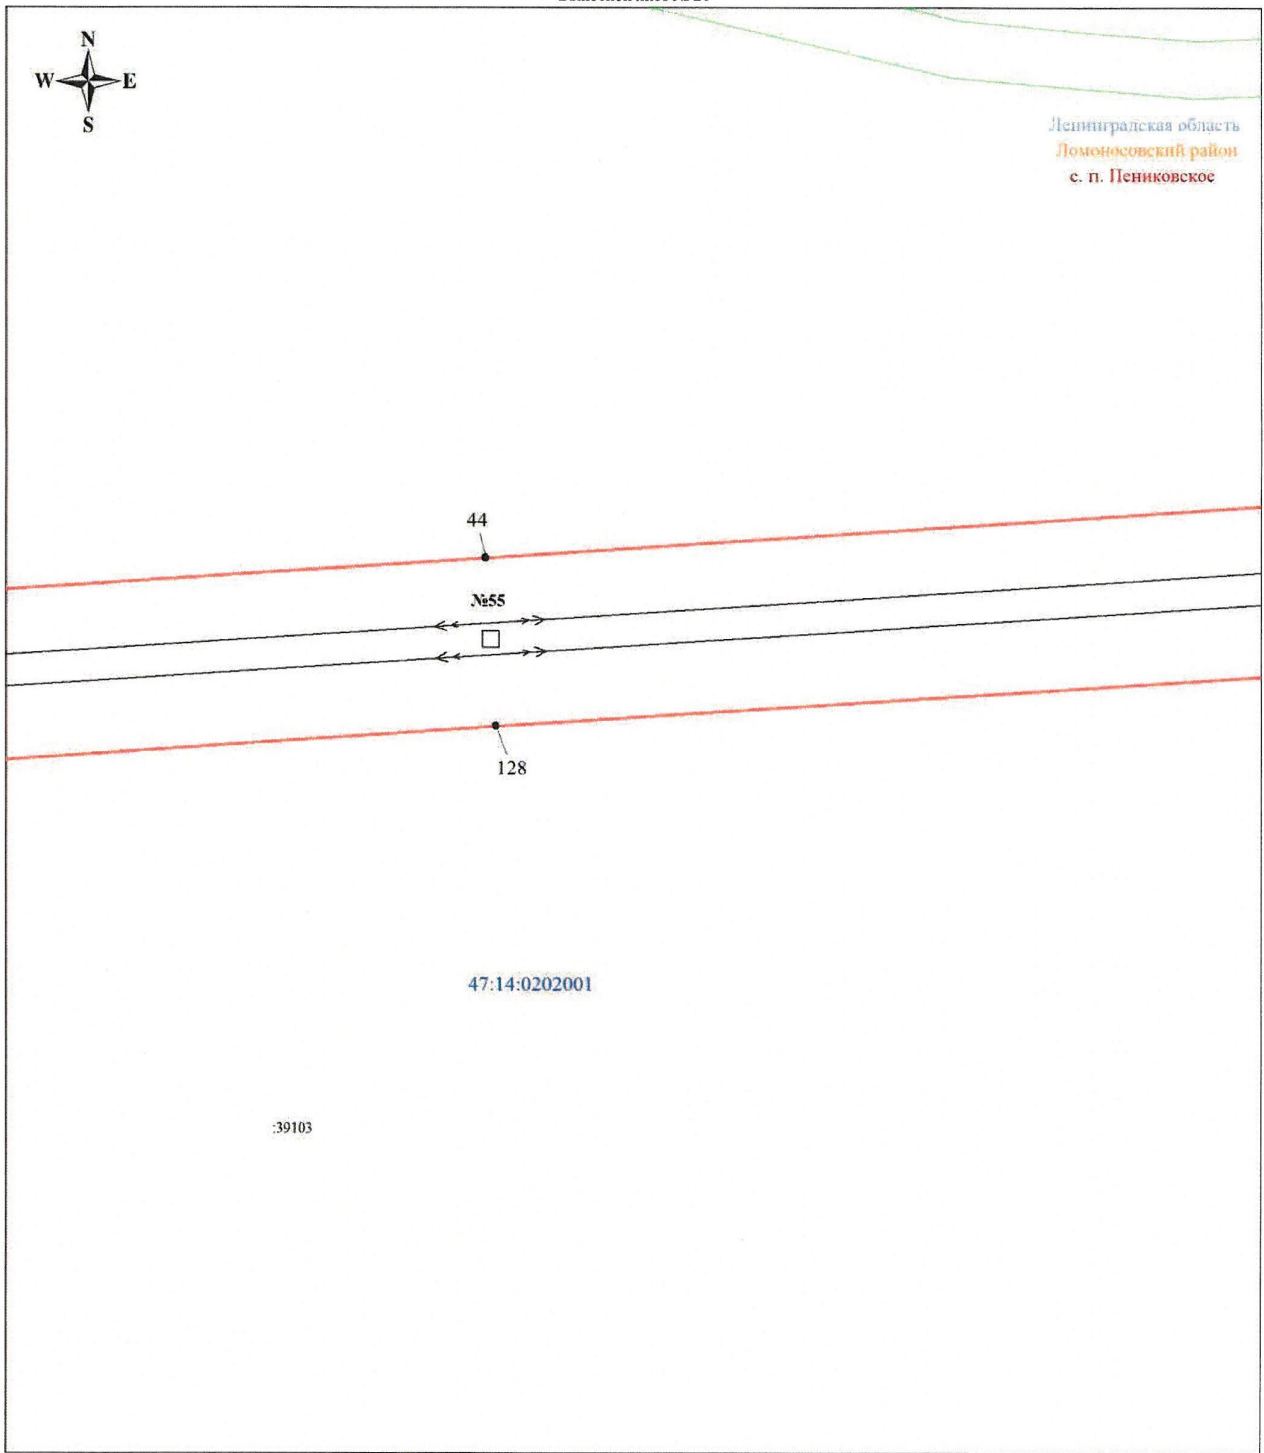 N
W E
S
Ленинградская область
Ломоносовский район
с. п. Пениковское
44
№55
128
47:14:0202001
:39103